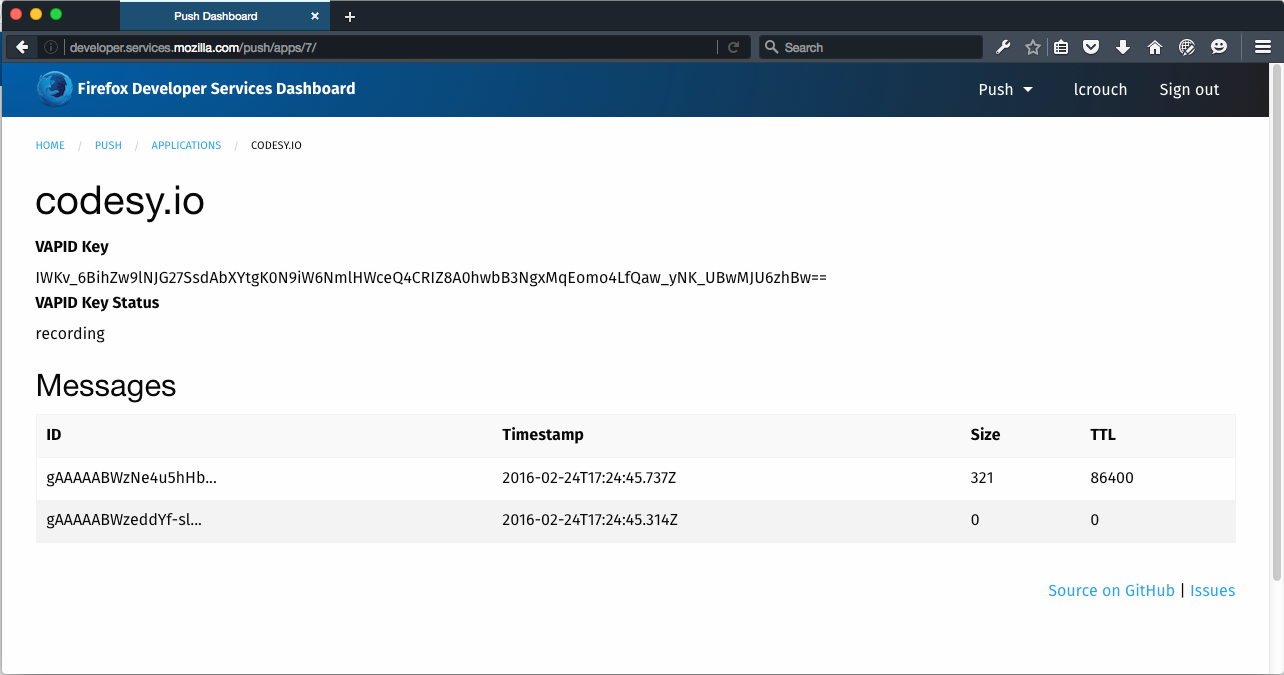 Push Dashboard
developer.services.mozilla.com/push/apps/7/
Search
Firefox Developer Services Dashboard
Push
lcrouch
Sign out
HOME / PUSH / APPLICATIONS / CODESY.IO
codesy.io
VAPID Key
IWKv_6BihZw9lNJG27SsdAbXYtgK0N9iW6NmlHWceQ4CRIZ8A0hwbB3NgxMqEomo4LfQaw_yNK_UBwMJU6zhBw==
VAPID Key Status
recording
Messages
ID Timestamp Size TTL
gAAAAABWzNe4u5hHb... 2016-02-24T17:24:45.737Z 321 86400
gAAAAABWzeddYf-sl... 2016-02-24T17:24:45.314Z 0 0
Source on GitHub | Issues